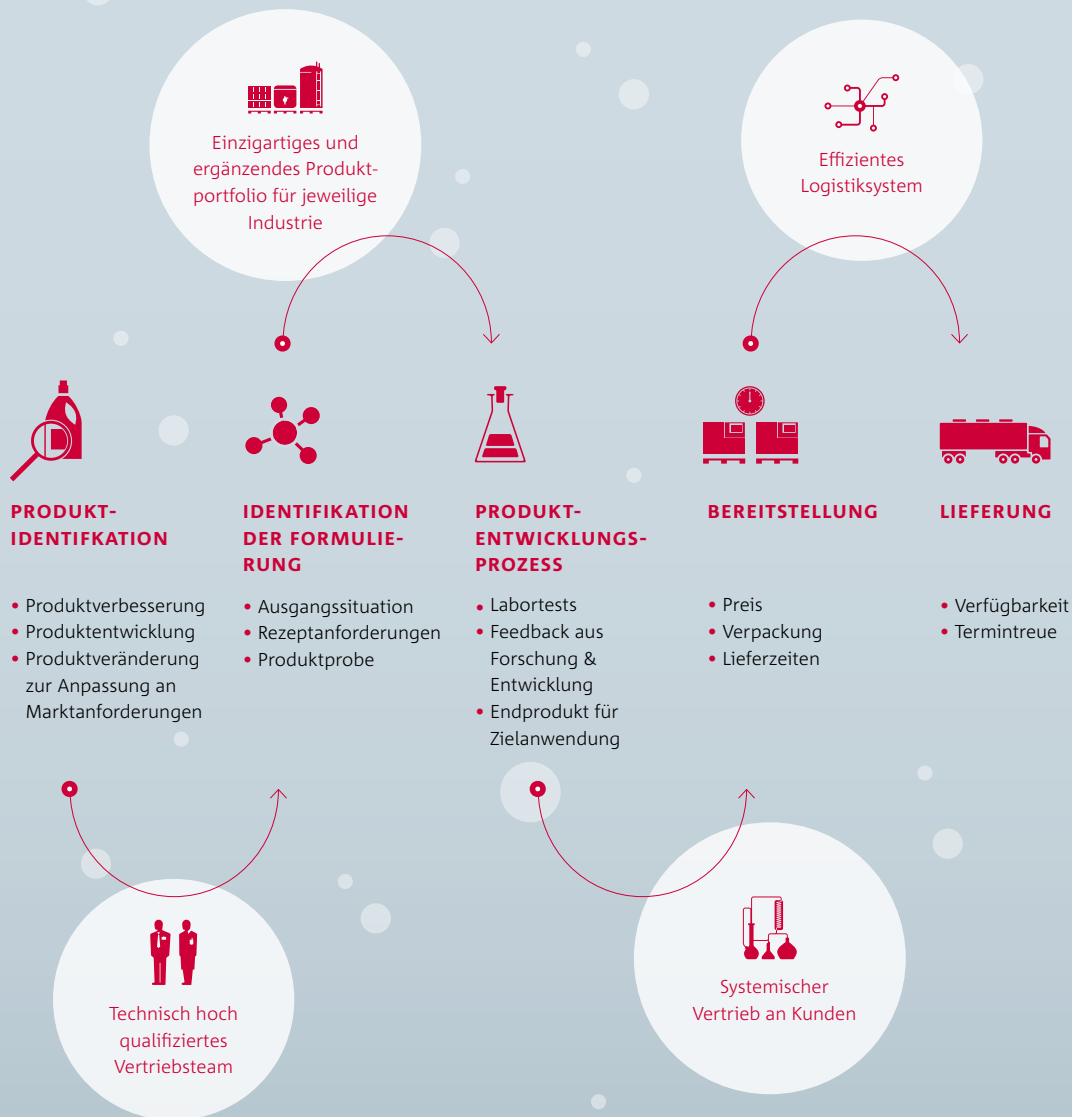 Einzigartiges und
ergänzendes Produkt-
portfolio für jeweilige
Industrie
Effizientes
Logistiksystem
PRODUKT-
IDENTIFKATION
• Produktverbesserung
• Produktentwicklung
• Produktveränderung
zur Anpassung an
Marktanforderungen
IDENTIFIKATION
DER FORMULIE-
RUNG
• Ausgangssituation
• Rezeptanforderungen
• Produktprobe
PRODUKT-
ENTWICKLUNGS-
PROZESS
• Labortests
• Feedback aus
Forschung &
Entwicklung
• Endprodukt für
Zielanwendung
BEREITSTELLUNG
• Preis
• Verpackung
• Lieferzeiten
LIEFERUNG
• Verfügbarkeit
• Termintreue
Technisch hoch
qualifiziertes
Vertriebsteam
Systemischer
Vertrieb an Kunden